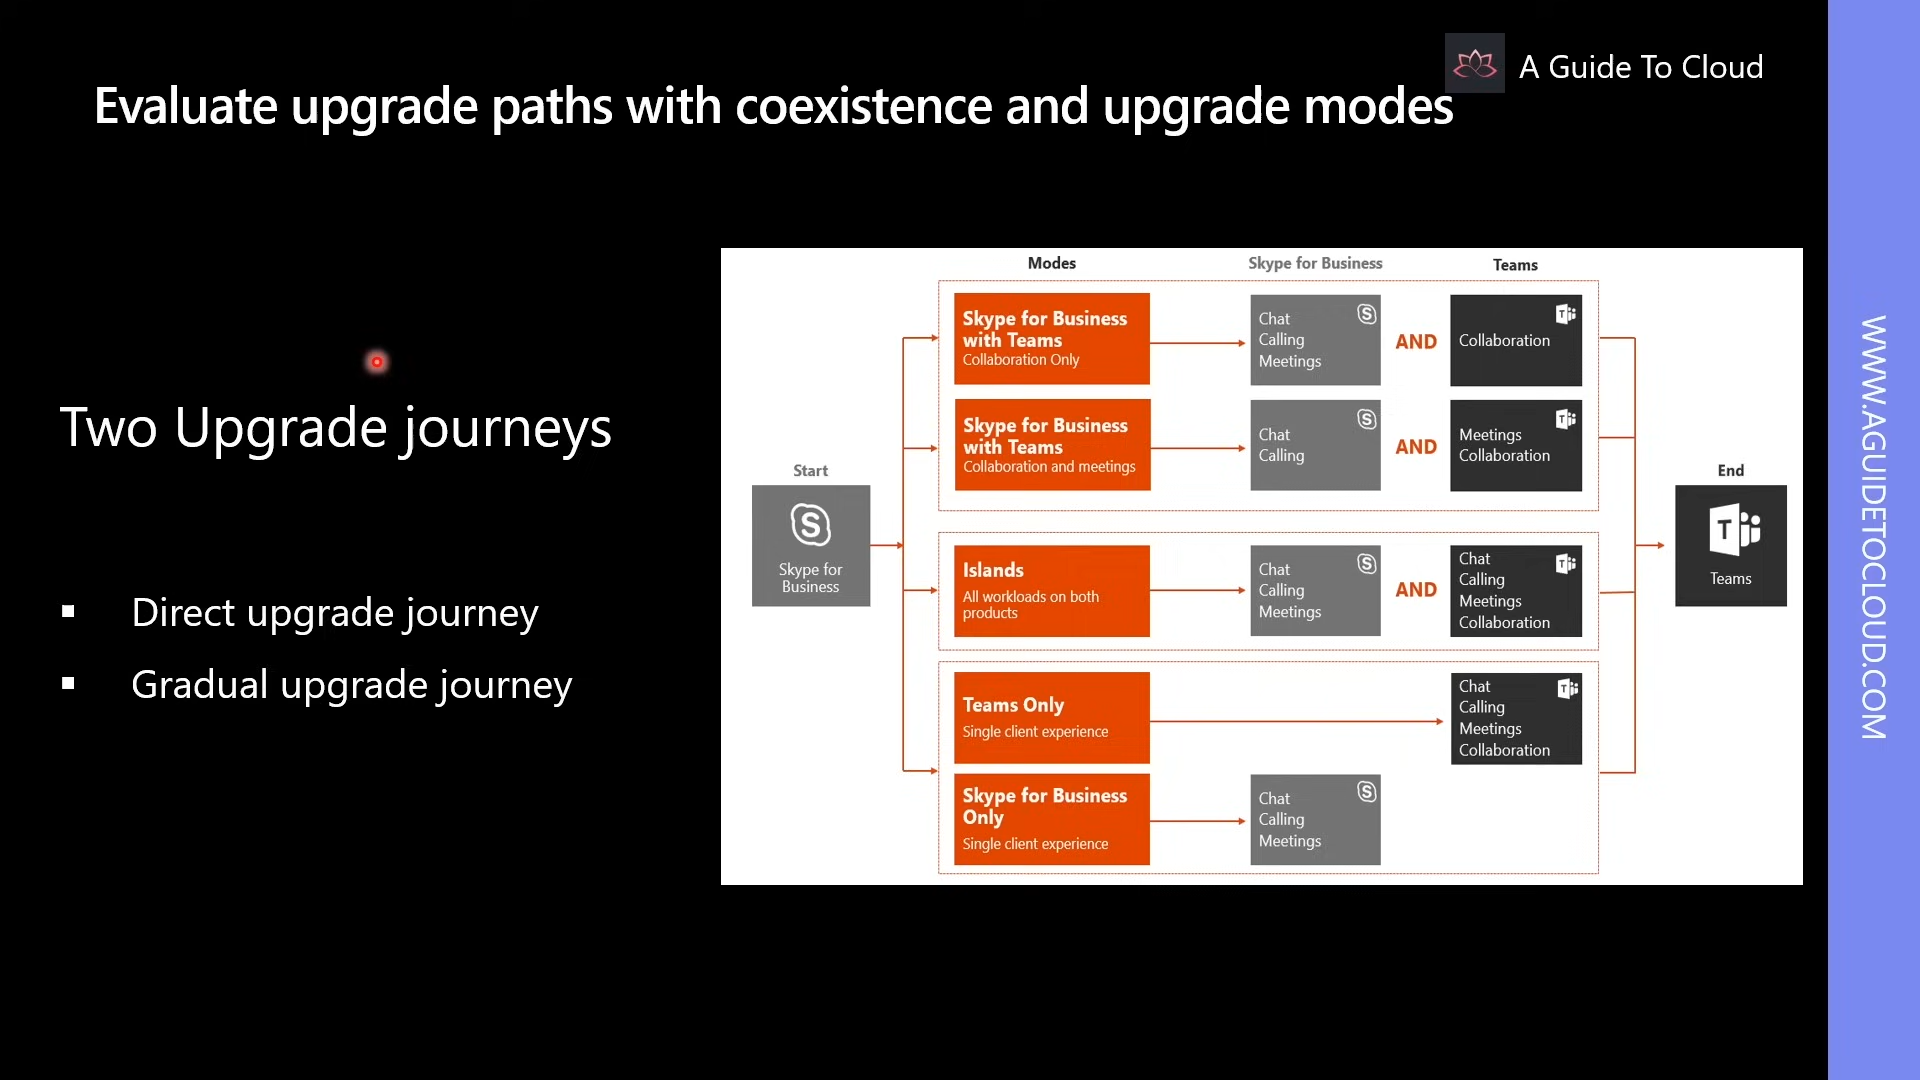 A Guide To Cloud
Evaluate upgrade paths with coexistence and upgrade modes
Two Upgrade journeys
▪ Direct upgrade journey
▪ Gradual upgrade journey
Modes
Skype for Business
Teams
Start
S
Skype for
Business
Skype for Business
with Teams
Collaboration Only
Chat
Calling
Meetings
S
AND
Collaboration
T
Skype for Business
with Teams
Collaboration and meetings
Chat
Calling
S
AND
Meetings
Collaboration
T
Islands
All workloads on both
products
Chat
Calling
Meetings
S
AND
Chat
Calling
Meetings
Collaboration
T
Teams Only
Single client experience
Chat
Calling
Meetings
Collaboration
T
Skype for Business
Only
Single client experience
Chat
Calling
Meetings
S
End
T
Teams
WWW.AGUIDETOCLOUD.COM